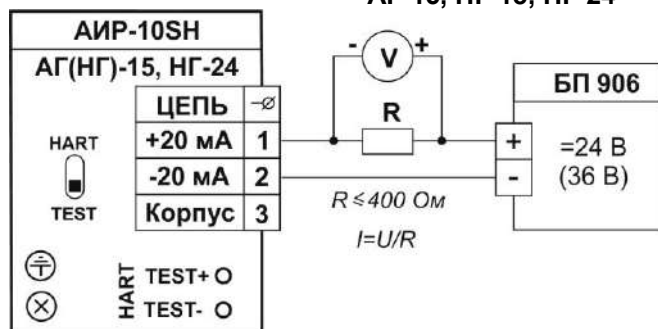 АИР-10SH
АГ(НГ)-15, НГ-24
ЦЕПЬ
+20 мА 1
-20 мА 2
Корпус 3
HART
TEST
HART
TEST+
TEST-
- V +
R
R≤400 Ом
I=U/R
БП 906
+
-
=24 В
(36 В)